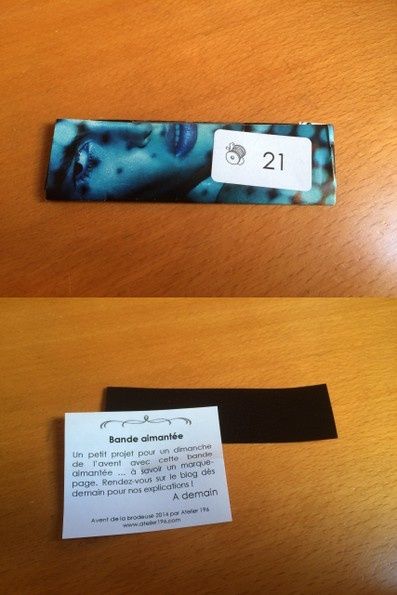 21
Bande aimantée
Un petit projet pour un dimanche
de l'avent avec cette bande
aimantée ... à savoir un marque-
page. Rendez-vous sur le blog dès
demain pour nos explications !
A demain
Avent de la brodeuse 2014 par Atelier 196
www.atelier196.com